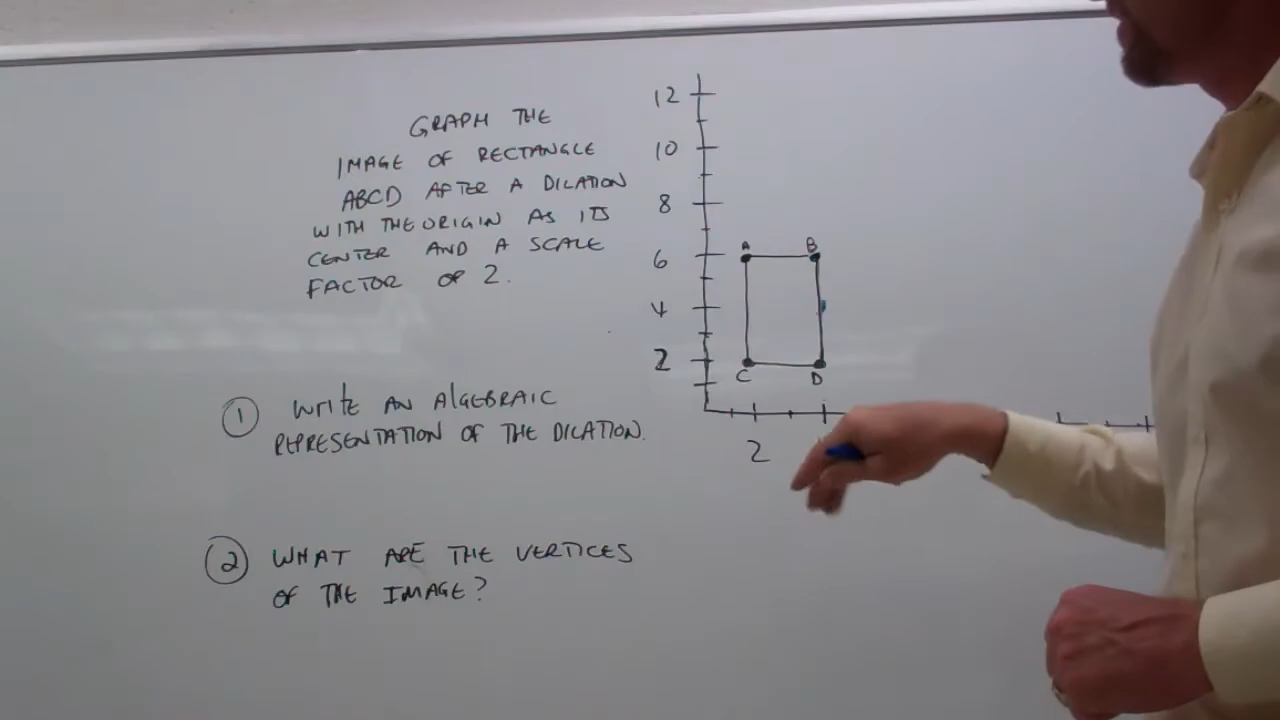 GRAPH THE
IMAGE OF RECTANGLE
ABCD AFTER A DILATION
WITH THE ORIGIN AS ITS
CENTER AND A SCALE
FACTOR OF 2.
① WRITE AN ALGEBRAIC
REPRESENTATION OF THE DILATION.
② WHAT ARE THE VERTICES
OF THE IMAGE?
12
10
8
6
4
2
A B
C D
2